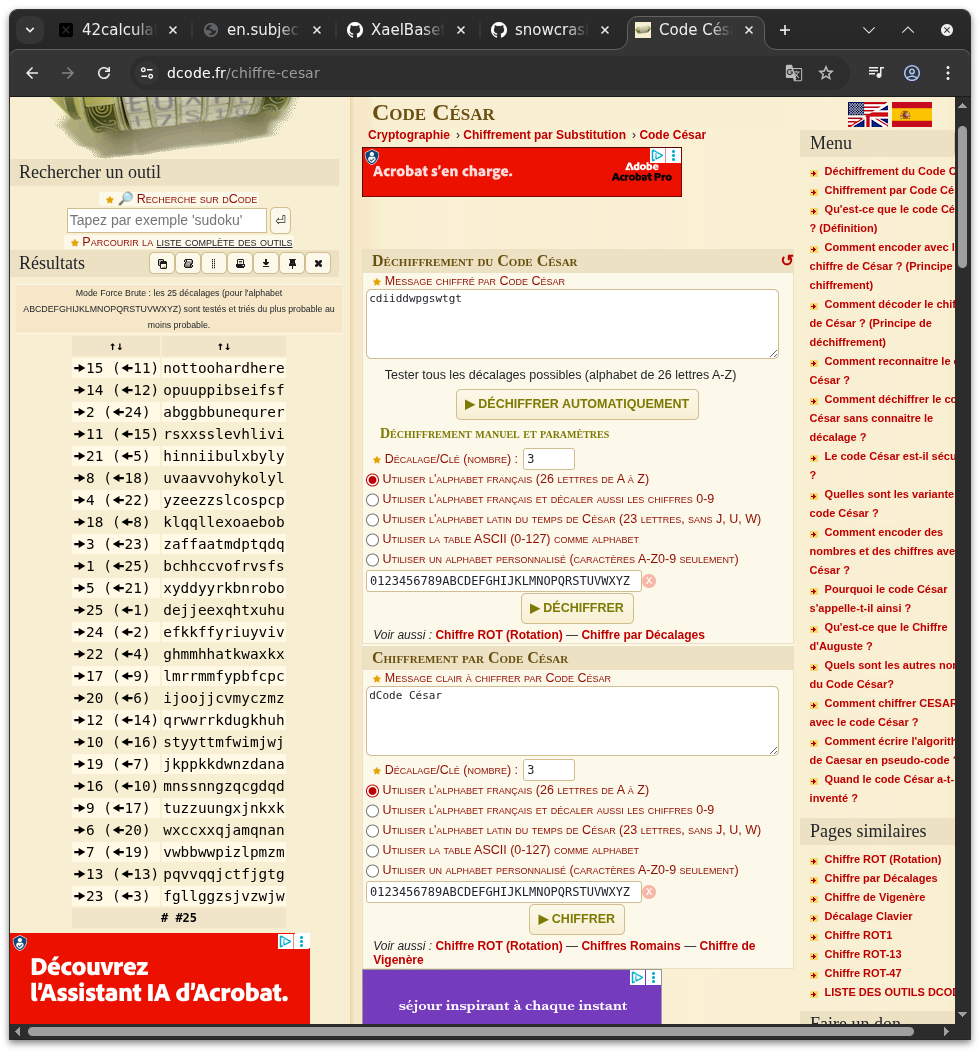 42calcula
en.subjec
XaelBase
snowcras
Code Cés
dcode.fr/chiffre-cesar
Rechercher un outil
Recherche sur dCode
Tapez par exemple 'sudoku'
Parcourir la liste complète des outils
Résultats
Mode Force Brute : les 25 décalages (pour l'alphabet
ABCDEFGHIJKLMNOPQRSTUVWXYZ) sont testés et triés du plus probable au
moins probable.
↑↓ ↑↓
🡲15 (🡰11) nottoohardhere
🡲14 (🡰12) opuuppibseifsf
🡲2 (🡰24) abggbbunequrer
🡲11 (🡰15) rsxxsslevhlivi
🡲21 (🡰5) hinniibulxbyly
🡲8 (🡰18) uvaavvohykolyl
🡲4 (🡰22) yzeezzslcospcp
🡲18 (🡰8) klqqllexoaebob
🡲3 (🡰23) zaffaatmdptqdq
🡲1 (🡰25) bchhccvofrvsfs
🡲5 (🡰21) xyddyyrkbnrobo
🡲25 (🡰1) dejjeexqhtxuhu
🡲24 (🡰2) efkkffyriuyviv
🡲22 (🡰4) ghmmhhatkwaxkx
🡲17 (🡰9) lmrrmmfypbfcpc
🡲20 (🡰6) ijoojjcvmyczmz
🡲12 (🡰14) qrwwrrkdugkhuh
🡲10 (🡰16) styyttmfwimjwj
🡲19 (🡰7) jkppkkdwnzdana
🡲16 (🡰10) mnssnngzqcgdqd
🡲9 (🡰17) tuzzuungxjnkxk
🡲6 (🡰20) wxccxxqjamqnan
🡲7 (🡰19) vwbbwwpizlpmzm
🡲13 (🡰13) pqvvqqjctfjgtg
🡲23 (🡰3) fgllggzsjvzwjw
# #25
Découvrez
l'Assistant IA d'Acrobat.
Code César
Cryptographie › Chiffrement par Substitution › Code César
Acrobat s'en charge.
Adobe
Acrobat Pro
Déchiffrement du Code César
Message chiffré par Code César
cdiiddwpgswtgt
Tester tous les décalages possibles (alphabet de 26 lettres A-Z)
▶ DÉCHIFFRER AUTOMATIQUEMENT
Déchiffrement manuel et paramètres
Décalage/Clé (nombre) : 3
Utiliser l'alphabet français (26 lettres de A à Z)
Utiliser l'alphabet français et décaler aussi les chiffres 0-9
Utiliser l'alphabet latin du temps de César (23 lettres, sans J, U, W)
Utiliser la table ASCII (0-127) comme alphabet
Utiliser un alphabet personnalisé (caractères A-Z0-9 seulement)
0123456789ABCDEFGHIJKLMNOPQRSTUVWXYZ X
▶ DÉCHIFFRER
Voir aussi : Chiffre ROT (Rotation) — Chiffre par Décalages
Chiffrement par Code César
Message clair à chiffrer par Code César
dCode César
Décalage/Clé (nombre) : 3
Utiliser l'alphabet français (26 lettres de A à Z)
Utiliser l'alphabet français et décaler aussi les chiffres 0-9
Utiliser l'alphabet latin du temps de César (23 lettres, sans J, U, W)
Utiliser la table ASCII (0-127) comme alphabet
Utiliser un alphabet personnalisé (caractères A-Z0-9 seulement)
0123456789ABCDEFGHIJKLMNOPQRSTUVWXYZ X
▶ CHIFFRER
Voir aussi : Chiffre ROT (Rotation) — Chiffres Romains — Chiffre de
Vigenère
séjour inspirant à chaque instant
Menu
Déchiffrement du Code C
Chiffrement par Code Cé
Qu'est-ce que le code Cé
? (Définition)
Comment encoder avec l
chiffre de César ? (Principe
chiffrement)
Comment décoder le chif
de César ? (Principe de
déchiffrement)
Comment reconnaitre le
César ?
Comment déchiffrer le co
César sans connaitre le
décalage ?
Le code César est-il sécu
?
Quelles sont les variante
code César ?
Comment encoder des
nombres et des chiffres ave
César ?
Pourquoi le code César
s'appelle-t-il ainsi ?
Qu'est-ce que le Chiffre
d'Auguste ?
Quels sont les autres nor
du Code César?
Comment chiffrer CESAR
avec le code César ?
Comment écrire l'algorith
de Caesar en pseudo-code ?
Quand le code César a-t-
inventé ?
Pages similaires
Chiffre ROT (Rotation)
Chiffre par Décalages
Chiffre de Vigenère
Décalage Clavier
Chiffre ROT1
Chiffre ROT-13
Chiffre ROT-47
LISTE DES OUTILS DCOD
Faire un don